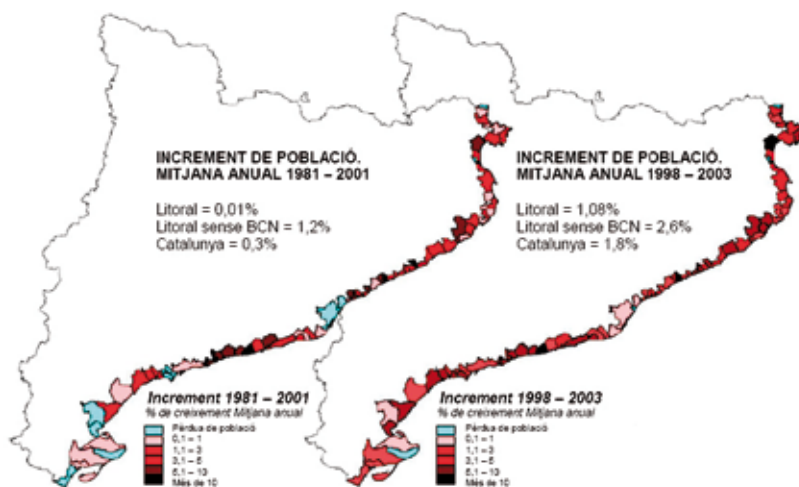 INCREMENT DE POBLACIÓ.
MITJANA ANUAL 1981 – 2001
Litoral = 0,01%
Litoral sense BCN = 1,2%
Catalunya = 0,3%
INCREMENT DE POBLACIÓ.
MITJANA ANUAL 1998 – 2003
Litoral = 1,08%
Litoral sense BCN = 2,6%
Catalunya = 1,8%
Increment 1981 – 2001
% de creixement Mitjana anual
Pèrdua de població
0,1 – 1
1,1 – 3
3,1 – 5
5,1 – 10
Més de 10
Increment 1998 – 2003
% de creixement Mitjana anual
Pèrdua de població
0,1 – 1
1,1 – 3
3,1 – 5
5,1 – 10
Més de 10